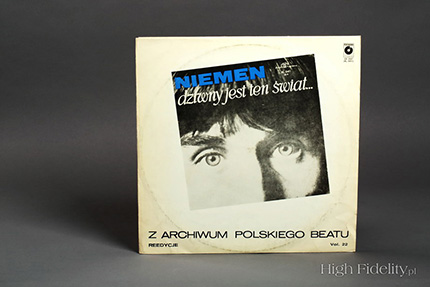 NIEMEN
dziwny jest ten świat...
Z ARCHIWUM POLSKIEGO BEATU
REEDYCJE Vol. 22
High Fidelity.pl